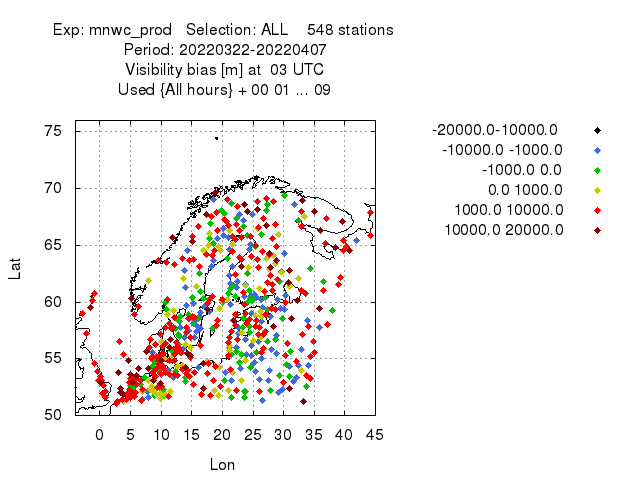 Exp: mnwc_prod Selection: ALL 548 stations
Period: 20220322-20220407
Visibility bias [m] at 03 UTC
Used {All hours} + 00 01 ... 09
-20000.0-10000.0
-10000.0 -1000.0
-1000.0 0.0
0.0 1000.0
1000.0 10000.0
10000.0 20000.0
75
70
65
60
55
50
Lat
0 5 10 15 20 25 30 35 40 45
Lon